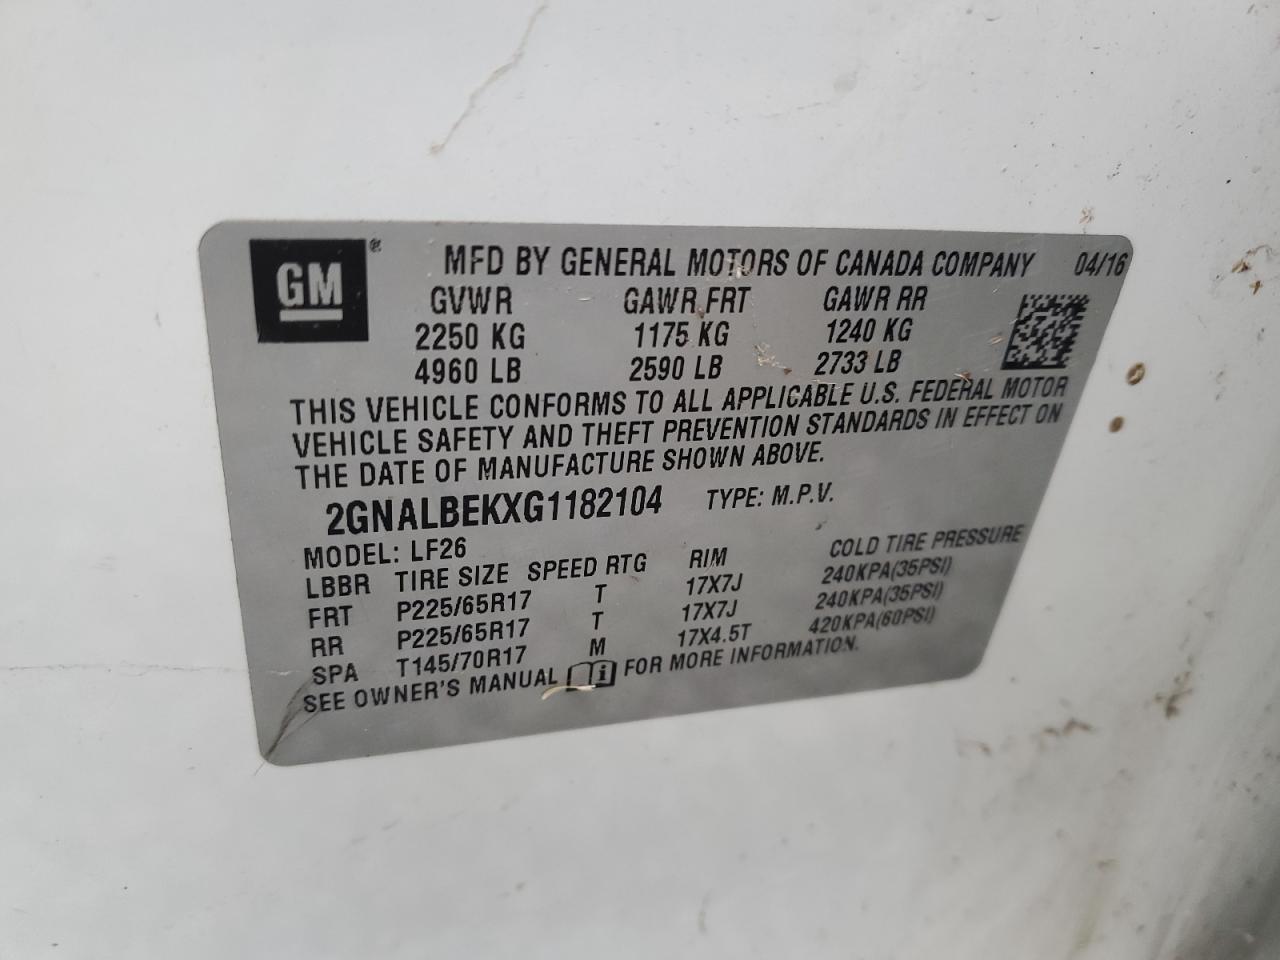 GM ® MFD BY GENERAL MOTORS OF CANADA COMPANY 04/16
GVWR GAWR FRT GAWR RR
2250 KG 1175 KG 1240 KG
4960 LB 2590 LB 2733 LB
THIS VEHICLE CONFORMS TO ALL APPLICABLE U.S. FEDERAL MOTOR
VEHICLE SAFETY AND THEFT PREVENTION STANDARDS IN EFFECT ON
THE DATE OF MANUFACTURE SHOWN ABOVE.
2GNALBEKXG1182104 TYPE: M.P.V.
MODEL: LF26
LBBR TIRE SIZE SPEED RTG RIM COLD TIRE PRESSURE
FRT P225/65R17 T 17X7J 240KPA(35PSI)
RR P225/65R17 T 17X7J 240KPA(35PSI)
SPA T145/70R17 M 17X4.5T 420KPA(60PSI)
SEE OWNER'S MANUAL i FOR MORE INFORMATION.